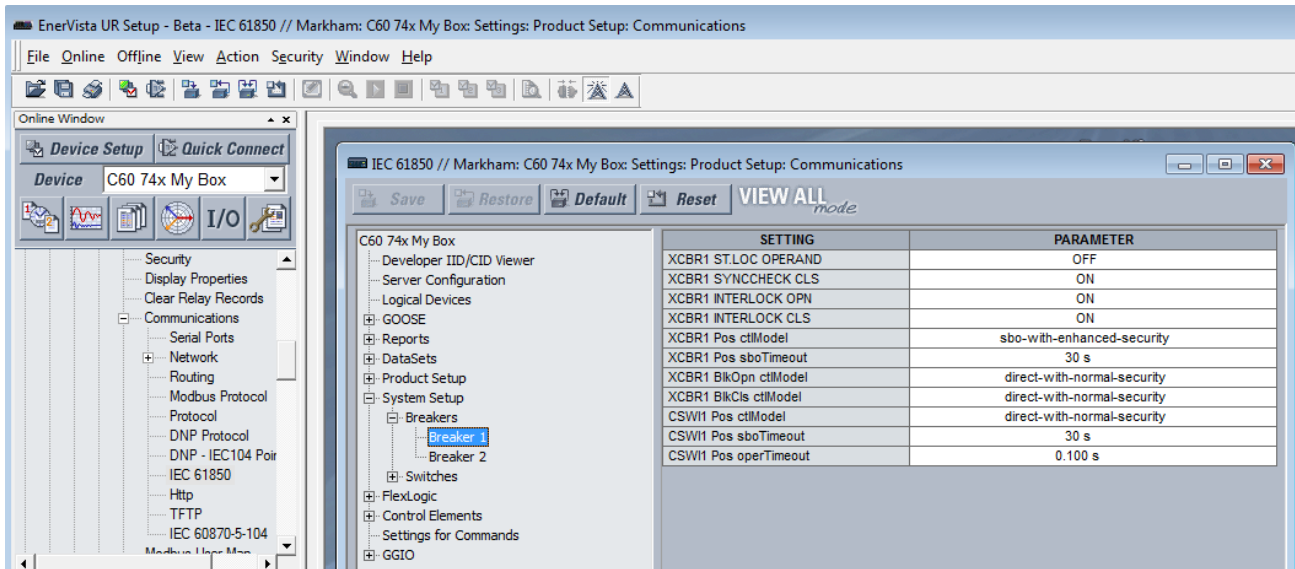 EnerVista UR Setup - Beta - IEC 61850 // Markham: C60 74x My Box: Settings: Product Setup: Communications
File Online Offline View Action Security Window Help
Online Window
Device Setup Quick Connect
Device C60 74x My Box
I/O
Security
Display Properties
Clear Relay Records
Communications
Serial Ports
Network
Routing
Modbus Protocol
Protocol
DNP Protocol
DNP - IEC104 Poir
IEC 61850
Http
TFTP
IEC 60870-5-104
Modbus User Map
IEC 61850 // Markham: C60 74x My Box: Settings: Product Setup: Communications
Save Restore Default Reset VIEW ALL mode
C60 74x My Box
Developer IID/CID Viewer
Server Configuration
Logical Devices
GOOSE
Reports
DataSets
Product Setup
System Setup
Breakers
Breaker 1
Breaker 2
Switches
FlexLogic
Control Elements
Settings for Commands
GGIO
SETTING PARAMETER
XCBR1 ST.LOC OPERAND OFF
XCBR1 SYNCCHECK CLS ON
XCBR1 INTERLOCK OPN ON
XCBR1 INTERLOCK CLS ON
XCBR1 Pos ctlModel sbo-with-enhanced-security
XCBR1 Pos sboTimeout 30 s
XCBR1 BlkOpn ctlModel direct-with-normal-security
XCBR1 BlkCls ctlModel direct-with-normal-security
CSWI1 Pos ctlModel direct-with-normal-security
CSWI1 Pos sboTimeout 30 s
CSWI1 Pos operTimeout 0.100 s